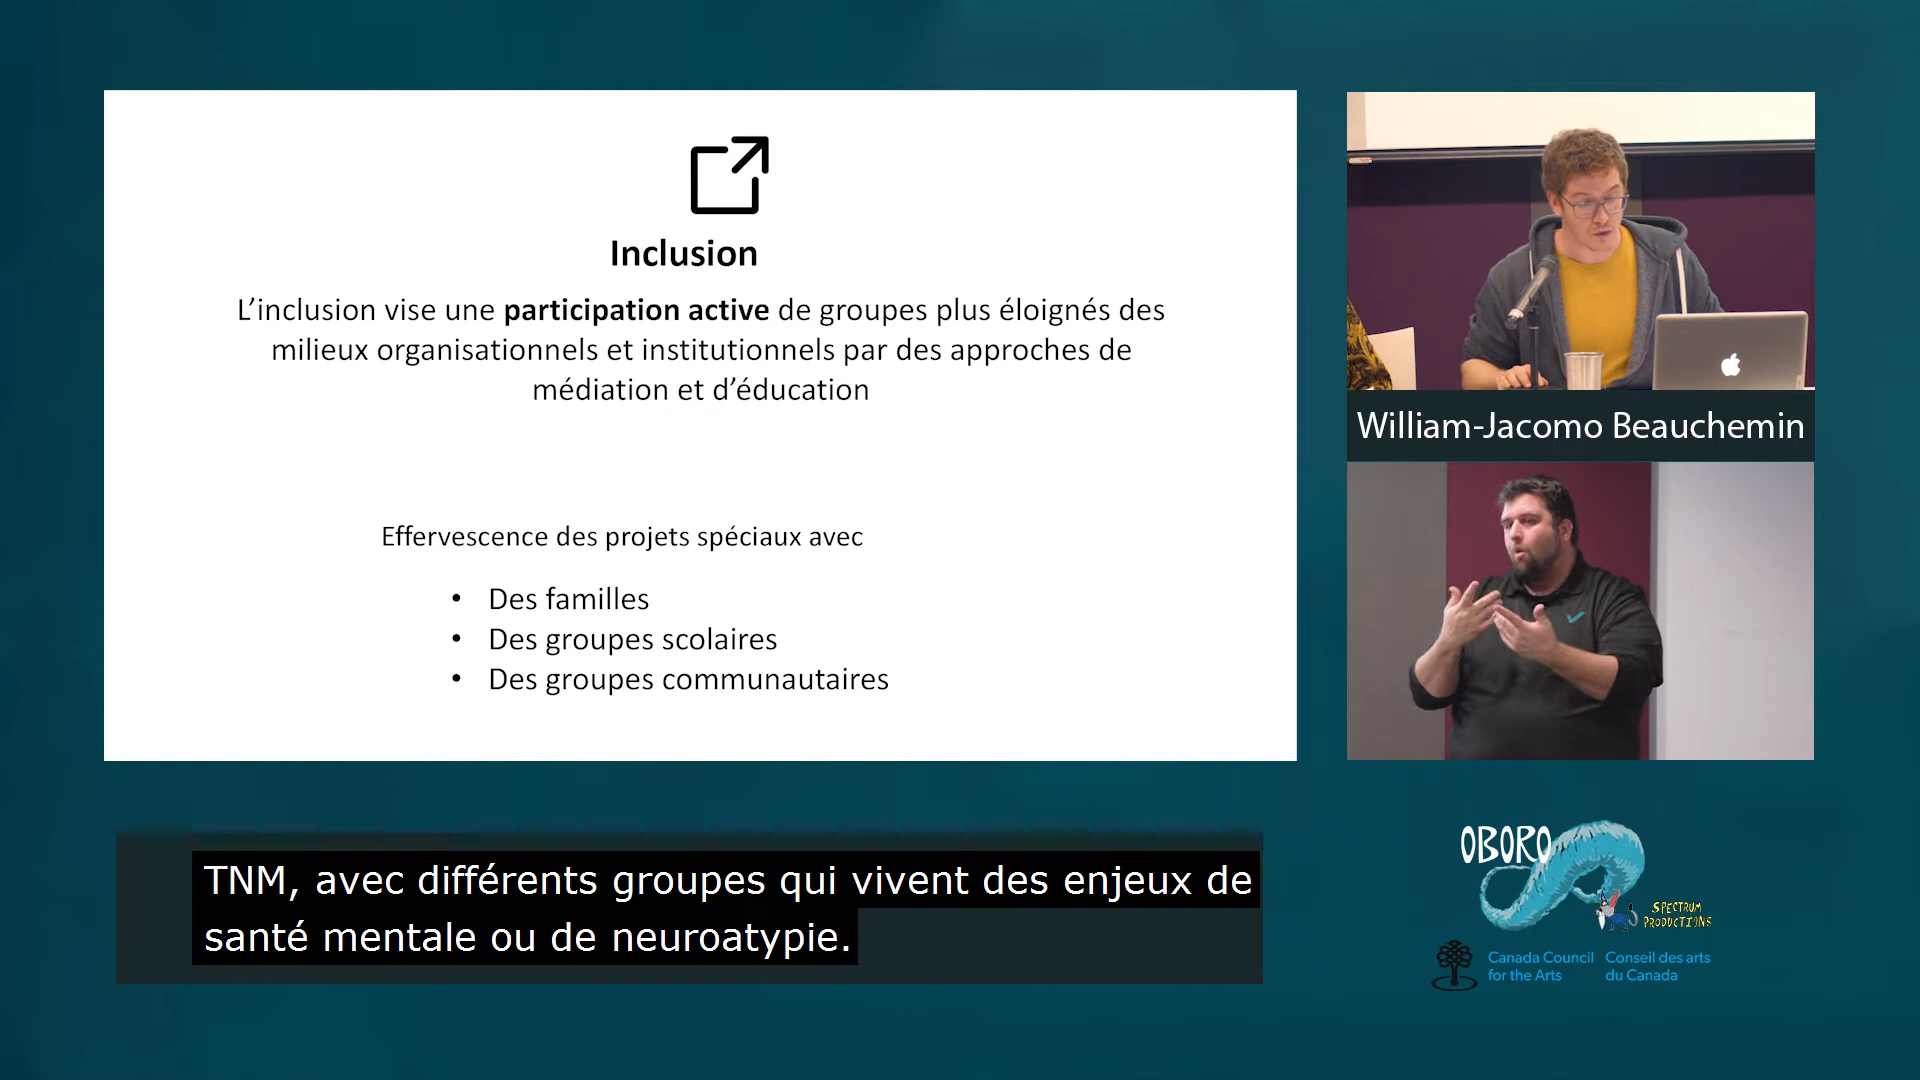 Inclusion
L’inclusion vise une participation active de groupes plus éloignés des
milieux organisationnels et institutionnels par des approches de
médiation et d’éducation
Effervescence des projets spéciaux avec
• Des familles
• Des groupes scolaires
• Des groupes communautaires
William-Jacomo Beauchemin
TNM, avec différents groupes qui vivent des enjeux de
santé mentale ou de neuroatypie.
OBORO
SPECTRUM
PRODUCTIONS
Canada Council
for the Arts
Conseil des arts
du Canada